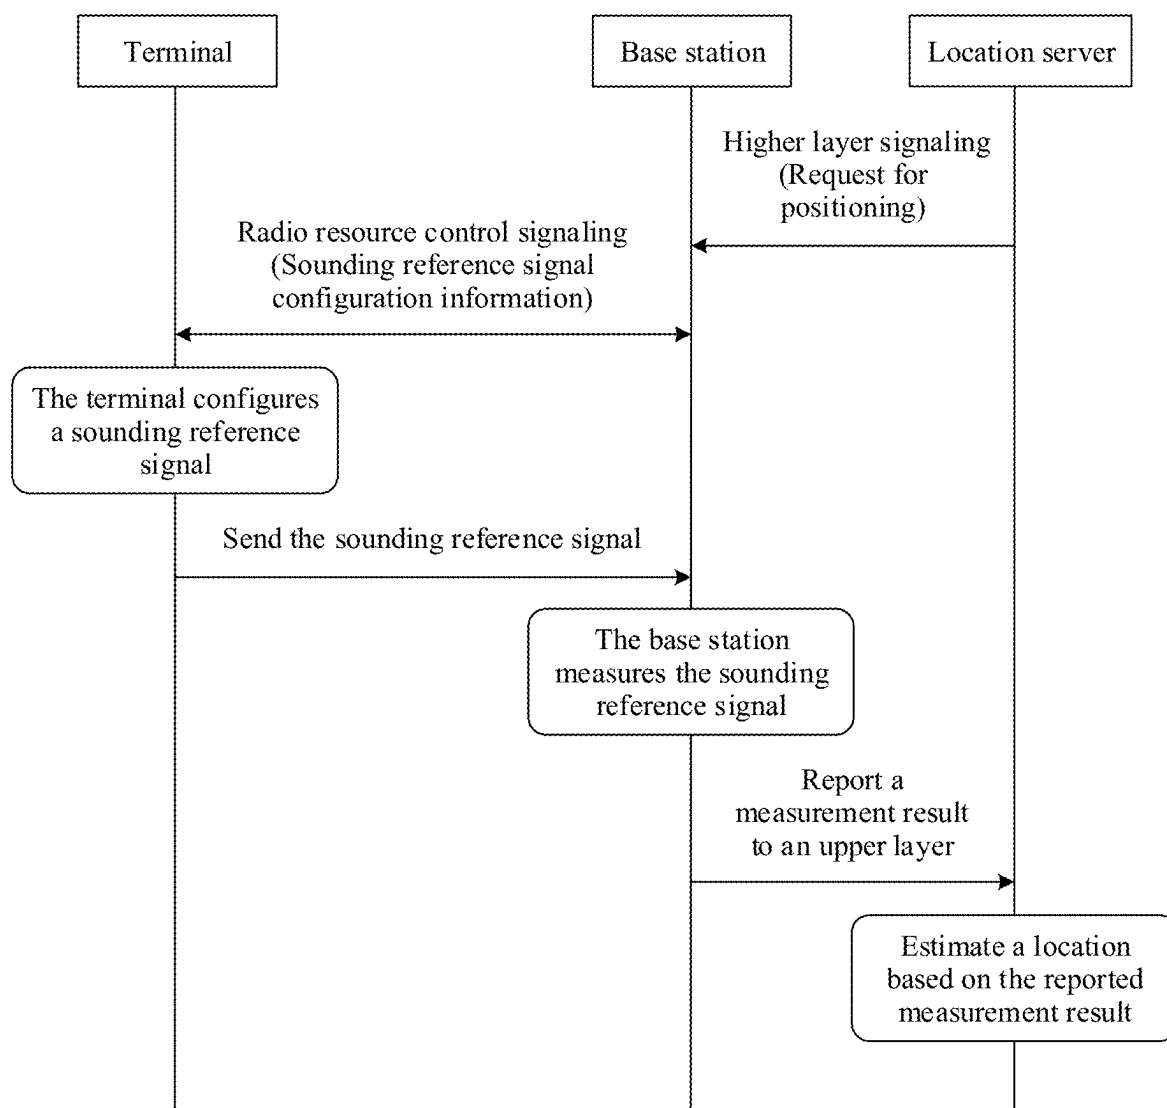 Terminal
Base station
Location server
Higher layer signaling
(Request for
positioning)
Radio resource control signaling
(Sounding reference signal
configuration information)
The terminal configures
a sounding reference
signal
Send the sounding reference signal
The base station
measures the sounding
reference signal
Report a
measurement result
to an upper layer
Estimate a location
based on the reported
measurement result